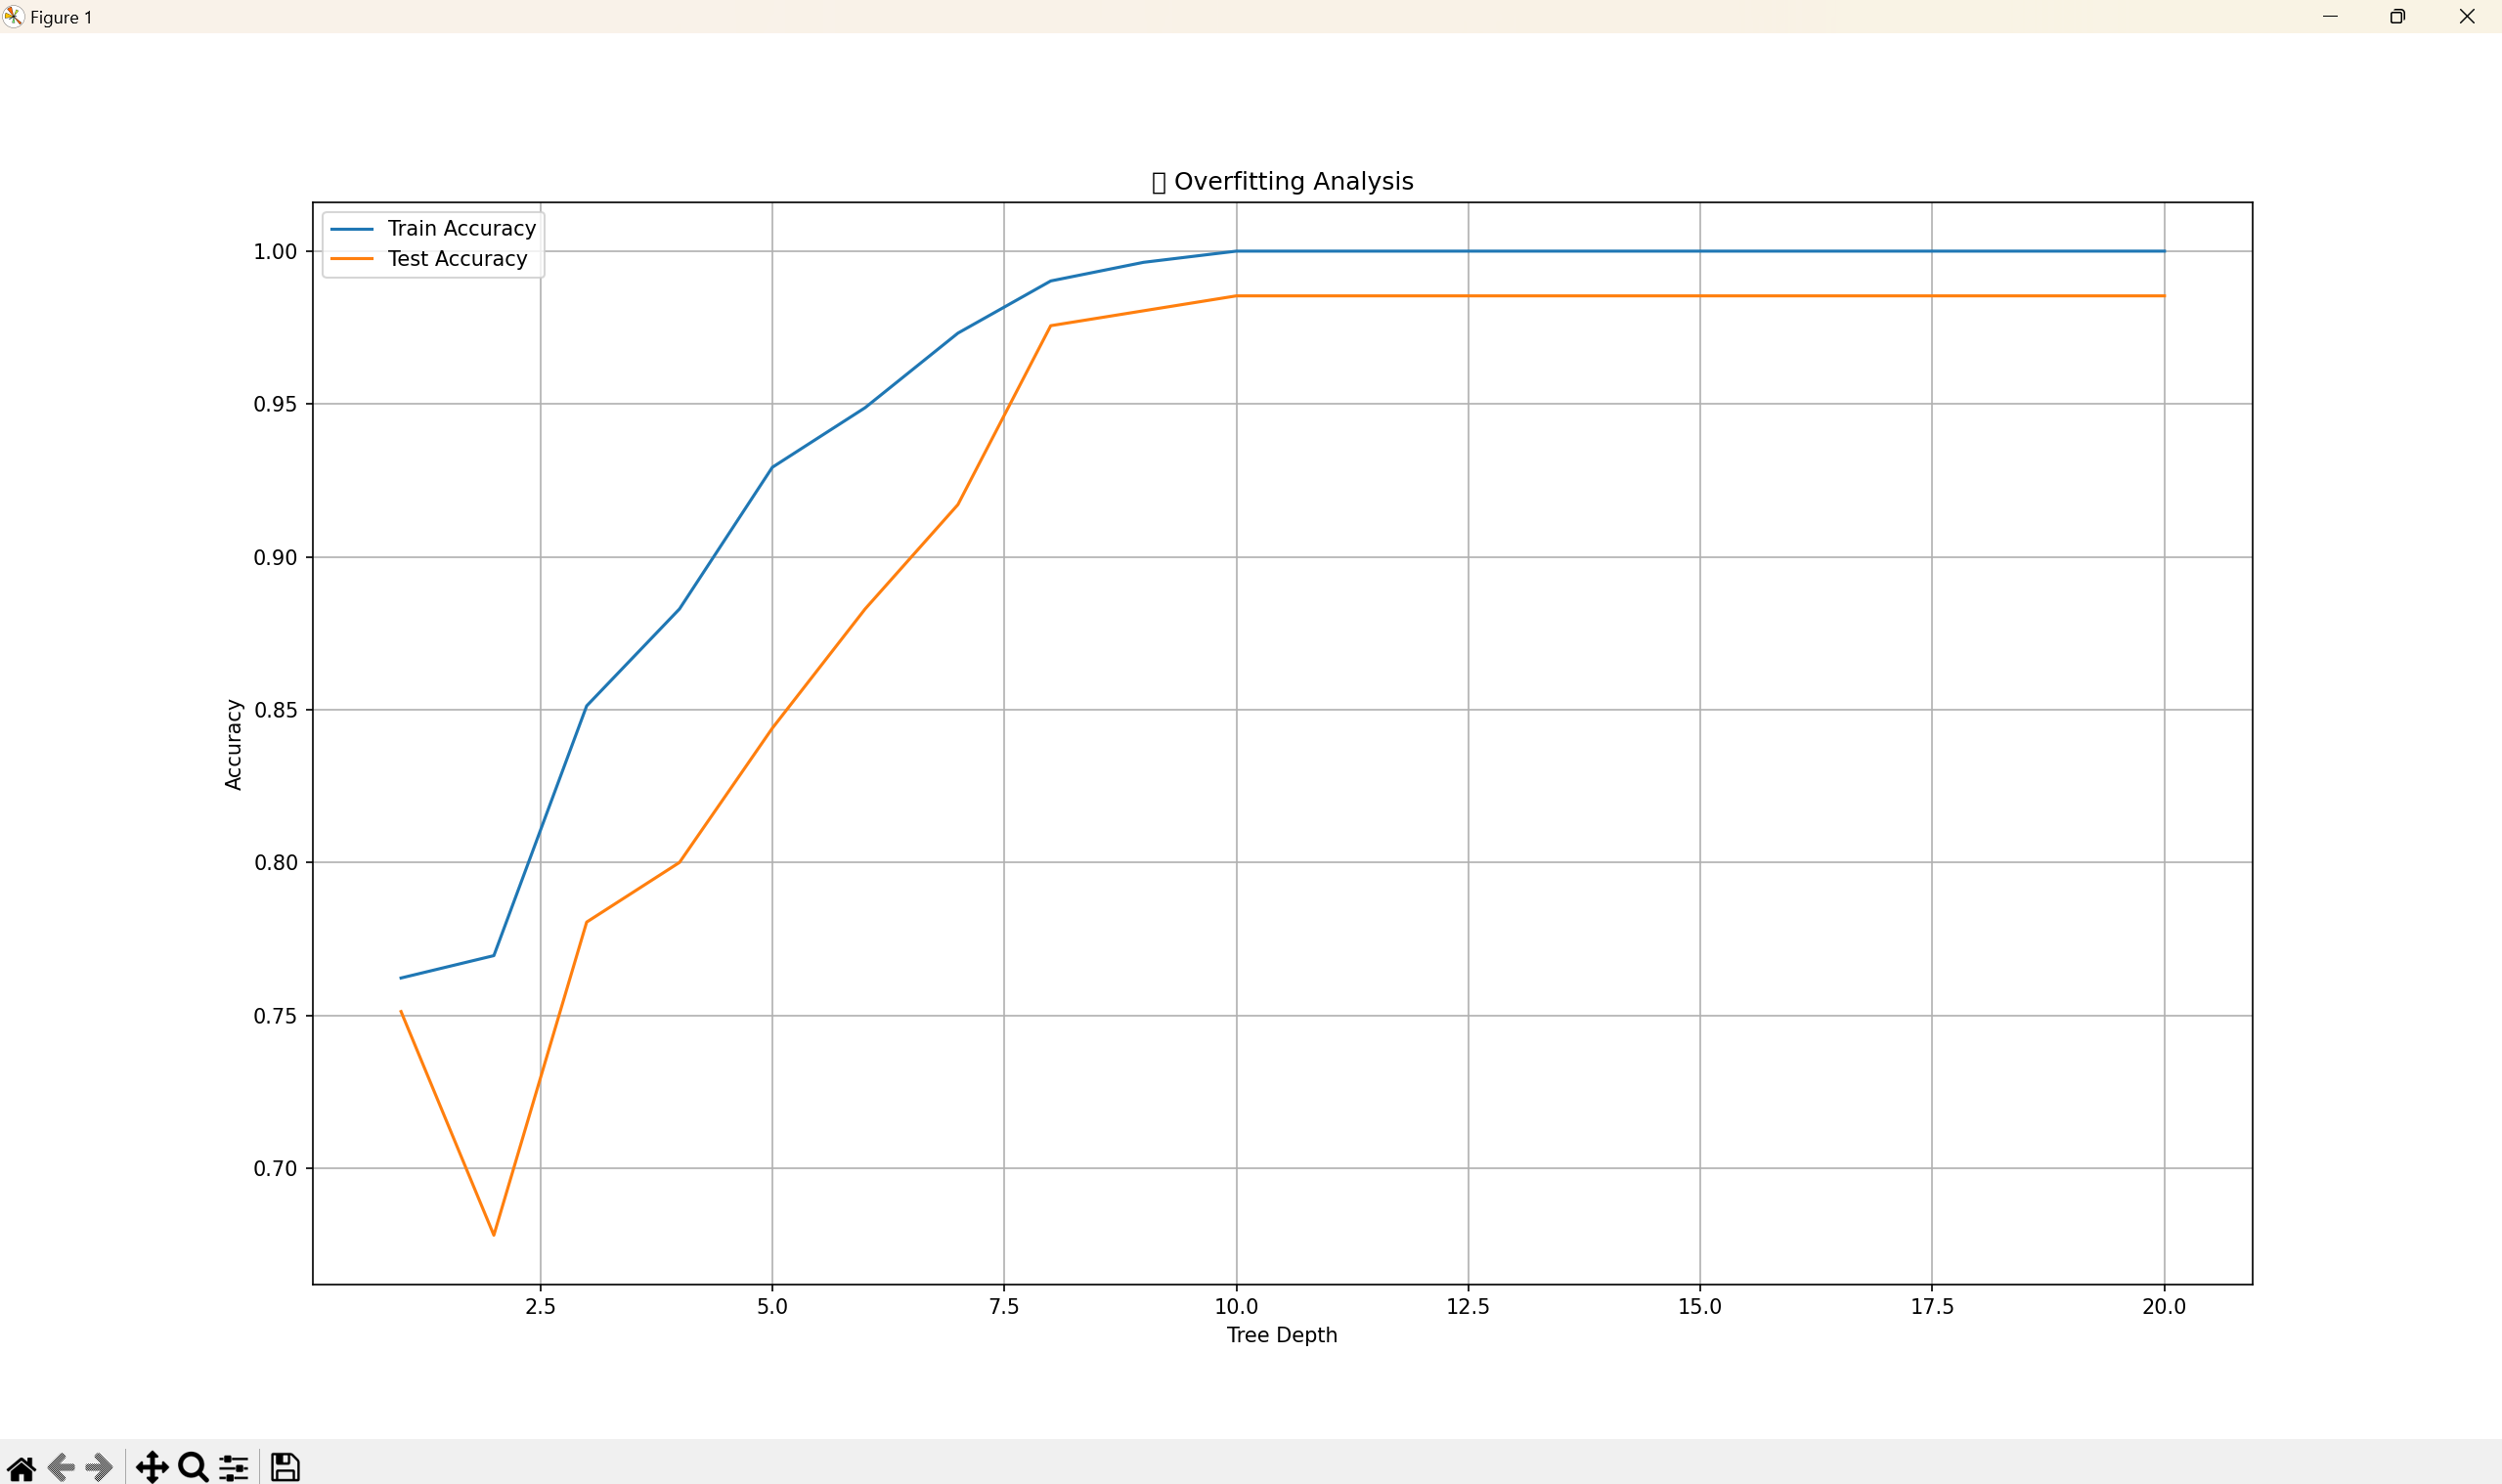 Figure 1
▯ Overfitting Analysis
Train Accuracy
Test Accuracy
1.00
0.95
0.90
0.85
0.80
0.75
0.70
Accuracy
2.5 5.0 7.5 10.0 12.5 15.0 17.5 20.0
Tree Depth